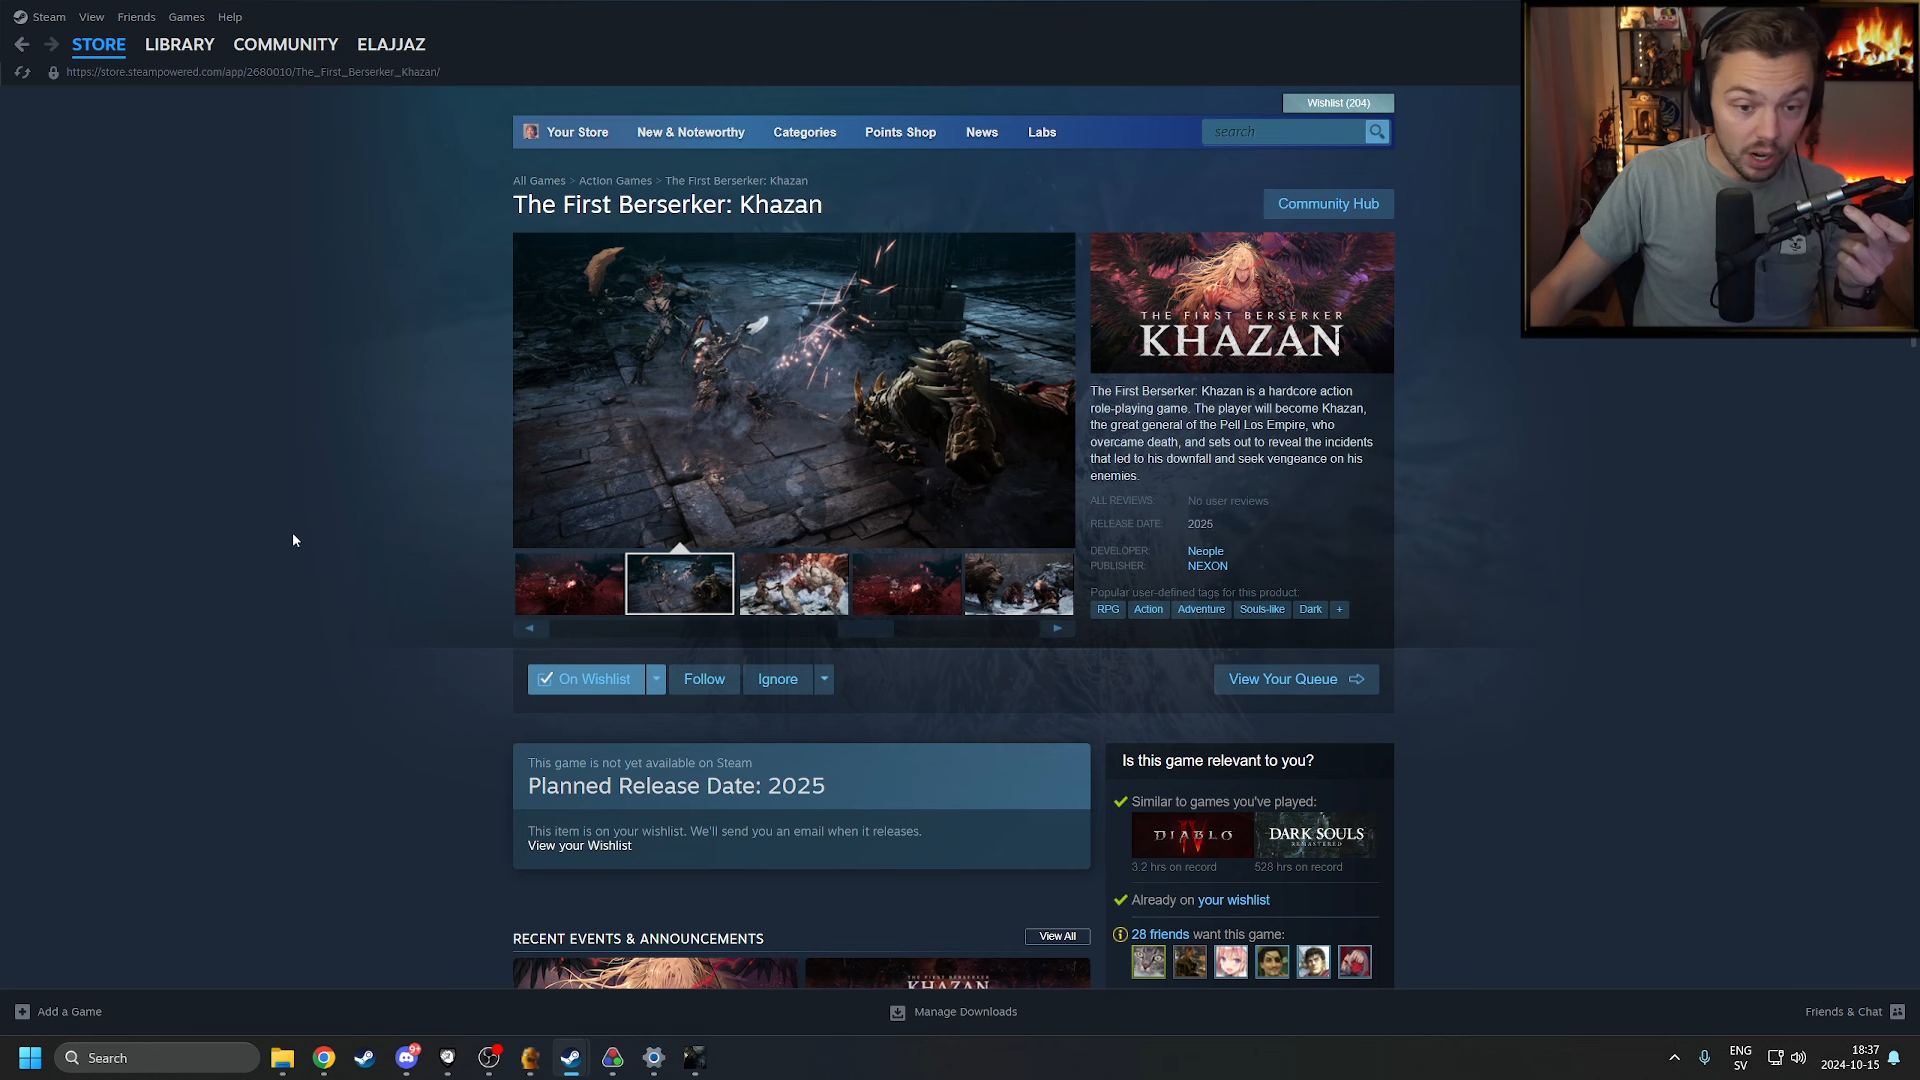 Steam View Friends Games Help
STORE LIBRARY COMMUNITY ELAJJAZ
https://store.steampowered.com/app/2680010/The_First_Berserker_Khazan/
Wishlist (204)
Your Store New & Noteworthy Categories Points Shop News Labs search
All Games > Action Games > The First Berserker: Khazan
The First Berserker: Khazan
Community Hub
THE FIRST BERSERKER
KHAZAN
The First Berserker: Khazan is a hardcore action
role-playing game. The player will become Khazan,
the great general of the Pell Los Empire, who
overcame death, and sets out to reveal the incidents
that led to his downfall and seek vengeance on his
enemies.
ALL REVIEWS: No user reviews
RELEASE DATE: 2025
DEVELOPER: Neople
PUBLISHER: NEXON
Popular user-defined tags for this product:
RPG Action Adventure Souls-like Dark +
On Wishlist Follow Ignore View Your Queue
This game is not yet available on Steam
Planned Release Date: 2025
This item is on your wishlist. We'll send you an email when it releases.
View your Wishlist
Is this game relevant to you?
Similar to games you've played:
DIABLO IV
DARK SOULS
REMASTERED
3.2 hrs on record 528 hrs on record
Already on your wishlist
28 friends want this game:
RECENT EVENTS & ANNOUNCEMENTS View All
THE FIRST BERSERKER
KHAZAN
Add a Game Manage Downloads Friends & Chat
Search
9+
ENG
SV
18:37
2024-10-15